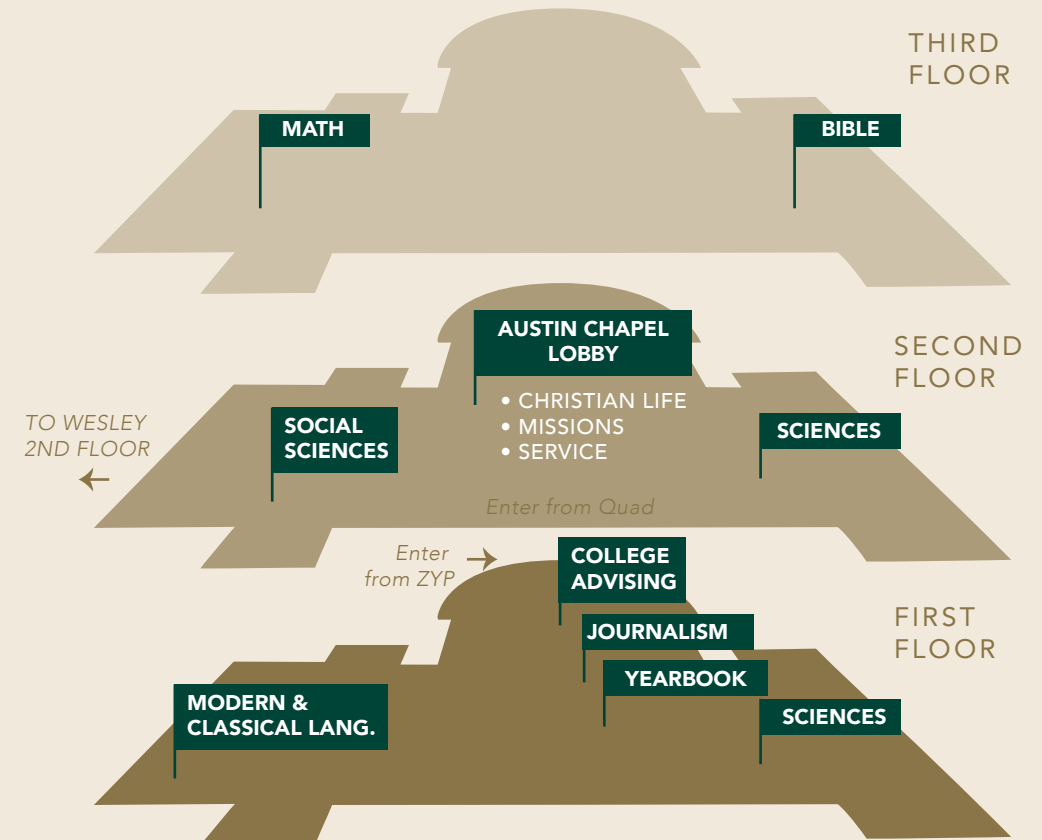 THIRD
FLOOR
MATH
BIBLE
SECOND
FLOOR
AUSTIN CHAPEL
LOBBY
• CHRISTIAN LIFE
• MISSIONS
• SERVICE
TO WESLEY
2ND FLOOR
SOCIAL
SCIENCES
SCIENCES
Enter from Quad
Enter
from ZYP
COLLEGE
ADVISING
FIRST
FLOOR
JOURNALISM
YEARBOOK
MODERN &
CLASSICAL LANG.
SCIENCES